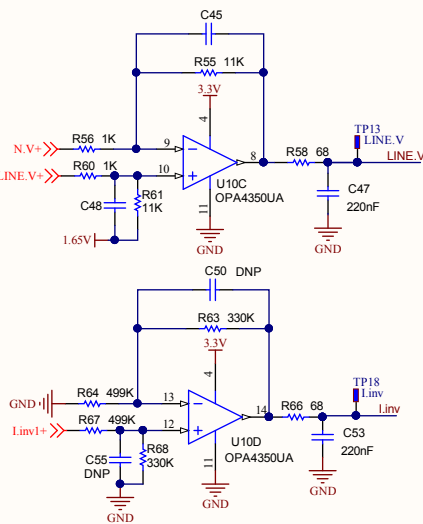 C45
R55 11K
3.3V
4
N.V+ R56 1K 9
8 R58 68
TP13
LINE.V
LINE.V
LINE.V+ R60 1K 10
U10C
OPA4350UA
C48
R61
11K
11
C47
220nF
1.65V
GND
GND
C50 DNP
R63 330K
3.3V
4
GND R64 499K 13
14 R66 68
TP18
I.inv
I.inv
I.inv1+ R67 499K 12
U10D
OPA4350UA
C55
DNP
R68
330K
11
C53
220nF
GND
GND
GND